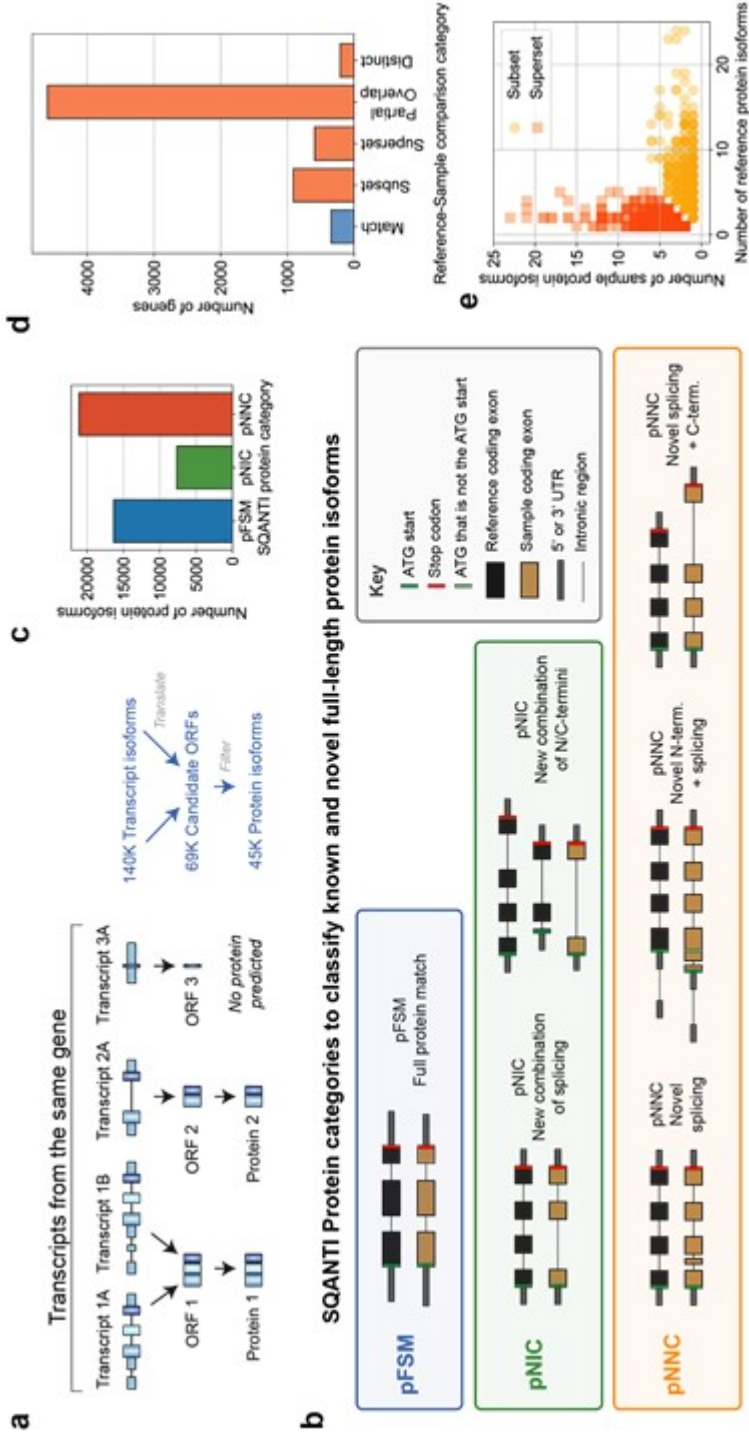 a
Transcripts from the same gene
Transcript 1A
Transcript 1B
Transcript 2A
Transcript 3A
ORF 1
ORF 2
ORF 3
Protein 1
Protein 2
No protein
predicted
140K Transcript isoforms
Translate
69K Candidate ORFs
Filter
45K Protein isoforms
c
Number of protein isoforms
20000
15000
10000
5000
0
pFSM
pNIC
pNNC
SQANTI protein category
d
Number of genes
4000
3000
2000
1000
0
Match
Subset
Superset
Partial
Overlap
Distinct
Reference-Sample comparison category
b
SQANTI Protein categories to classify known and novel full-length protein isoforms
pFSM
pFSM
Full protein match
pNIC
pNIC
New combination
of splicing
pNIC
New combination
of N/C-termini
pNNC
pNNC
Novel
splicing
pNNC
Novel N-term.
+ splicing
pNNC
Novel splicing
+ C-term.
Key
ATG start
Stop codon
ATG that is not the ATG start
Reference coding exon
Sample coding exon
5' or 3' UTR
Intronic region
e
Number of sample protein isoforms
25
20
15
10
5
0
Subset
Superset
0
10
20
Number of reference protein isoforms